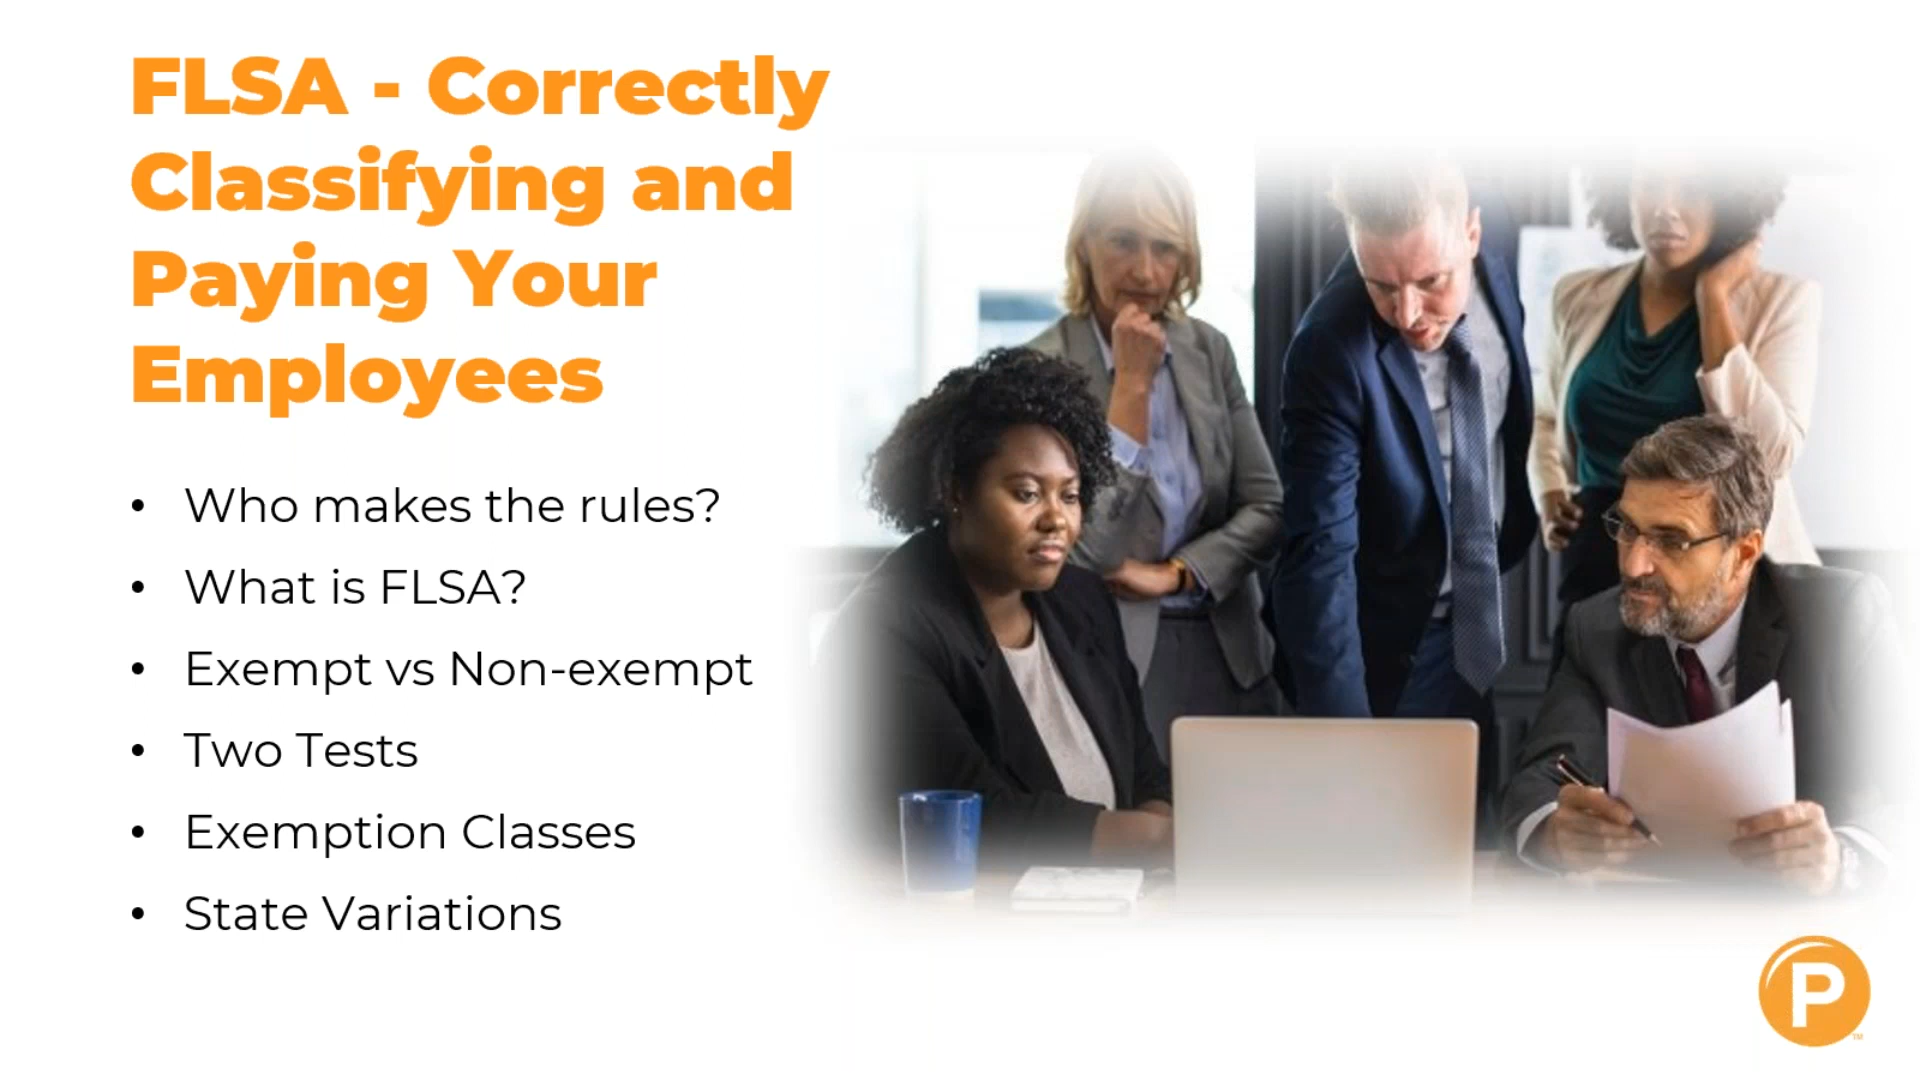 FLSA - Correctly
Classifying and
Paying Your
Employees
• Who makes the rules?
• What is FLSA?
• Exempt vs Non-exempt
• Two Tests
• Exemption Classes
• State Variations
P
TM